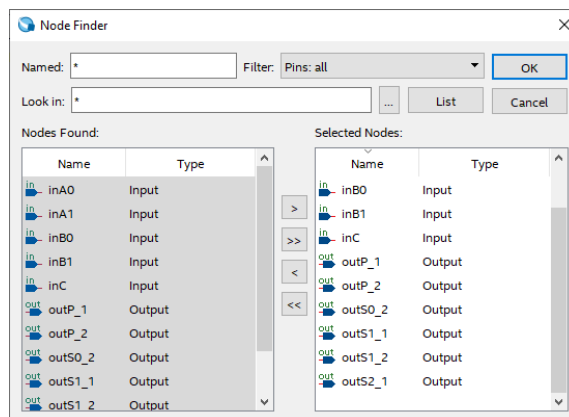 Node Finder
Named: * Filter: Pins: all OK
Look in: * ... List Cancel
Nodes Found: Selected Nodes:
Name Type
in inA0 Input
in inA1 Input
in inB0 Input
in inB1 Input
in inC Input
out outP_1 Output
out outP_2 Output
out outS0_2 Output
out outS1_1 Output
out outS1_2 Output
>
>>
<
<<
Name Type
in inB0 Input
in inB1 Input
in inC Input
out outP_1 Output
out outP_2 Output
out outS0_2 Output
out outS1_1 Output
out outS1_2 Output
out outS2_1 Output